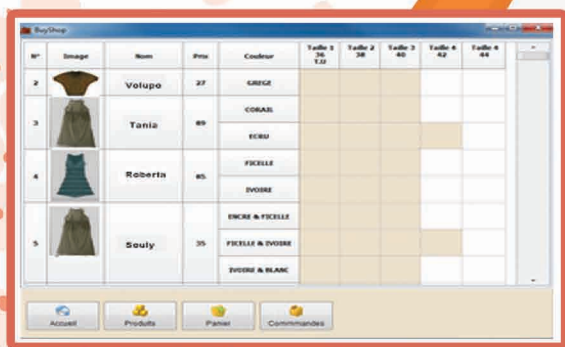 BuyShop
N° Image Nom Prix Couleur Taille 1 36 T.U Taille 2 38 Taille 3 40 Taille 4 42 Taille 4 44
2 Volupo 27 GREGE
3 Tania 89 CORAIL
ECRU
4 Roberta 85 FICELLE
IVOIRE
5 Souly 35 ENCRE & FICELLE
FICELLE & IVOIRE
IVOIRE & BLANC
Accueil Produits Panier Commmandes